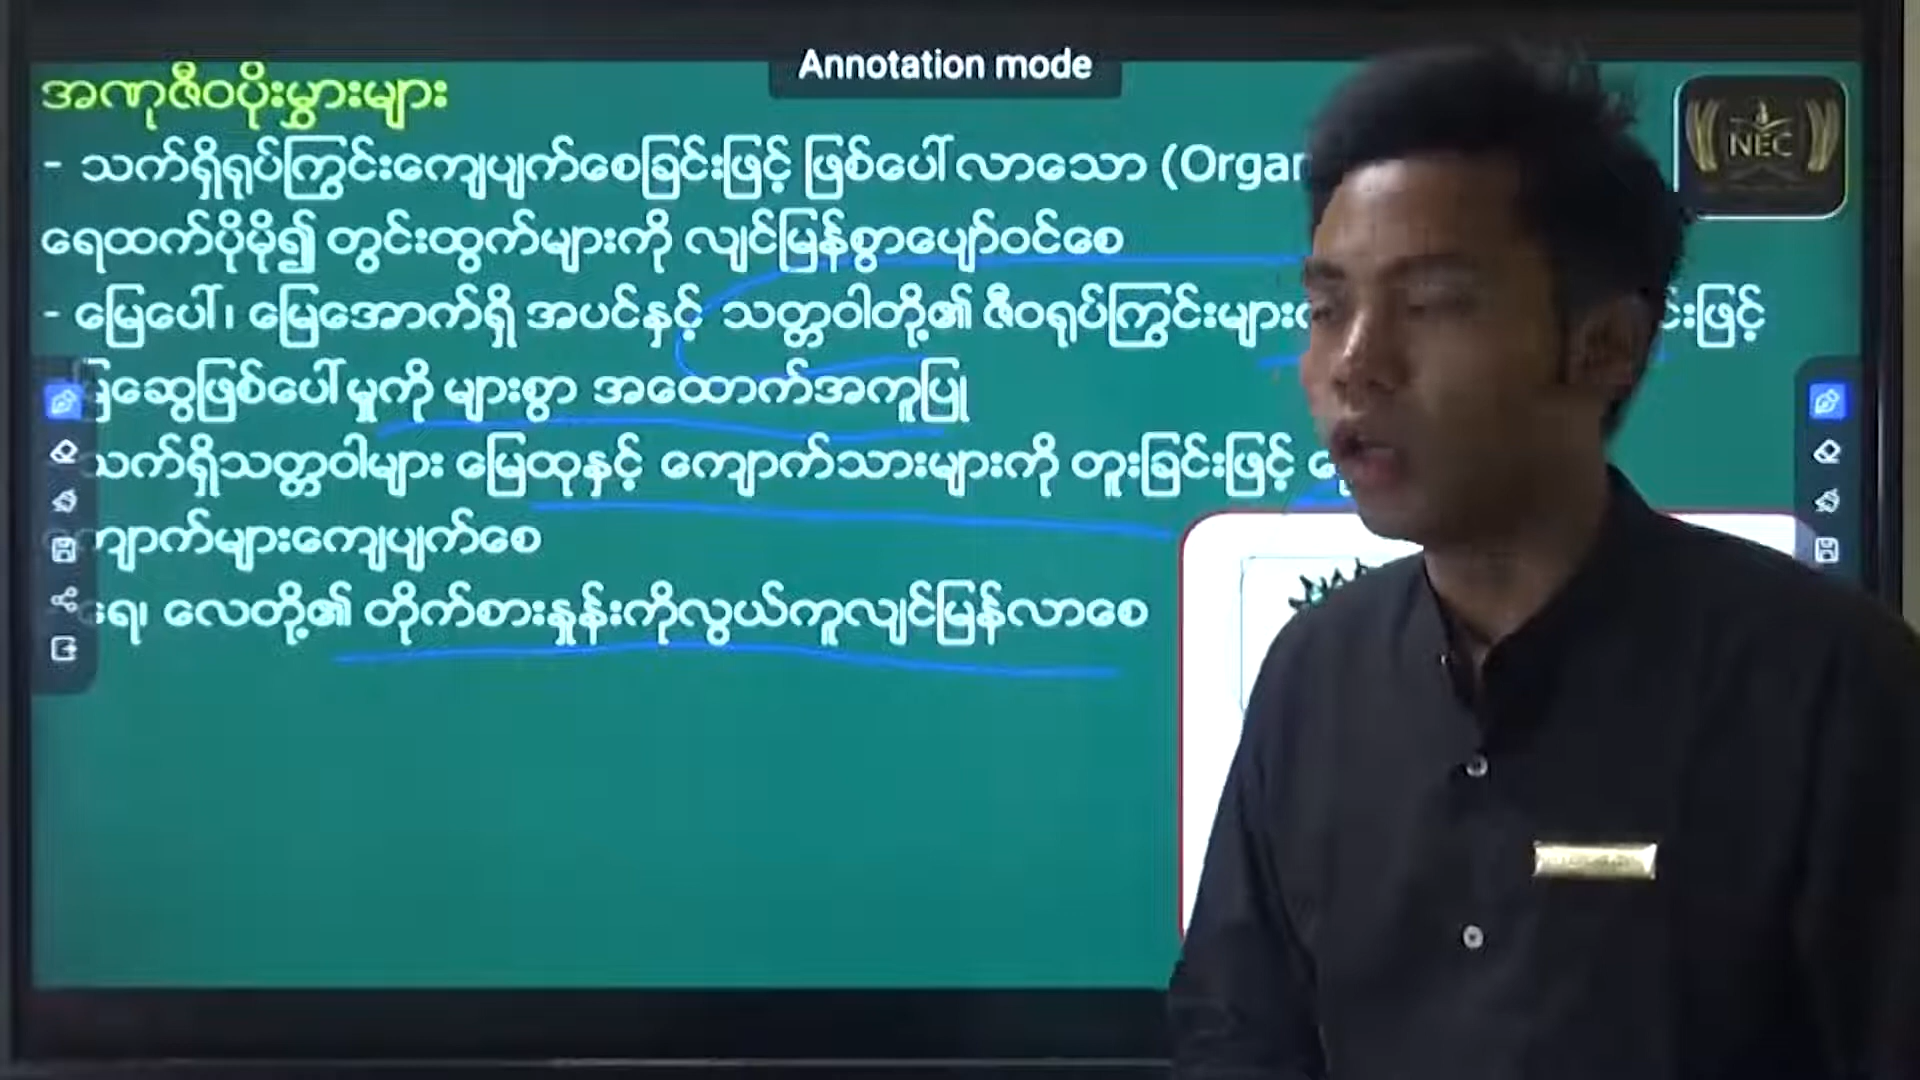 Annotation mode
NEC
အဏုဇီဝပိုးမွှားများ
- သက်ရှိရုပ်ကြွင်းကျေပျက်စေခြင်းဖြင့် ဖြစ်ပေါ်လာသော (Organ
ရေထက်ပိုမို၍ တွင်းထွက်များကို လျင်မြန်စွာပျော်ဝင်စေ
- မြေပေါ်၊ မြေအောက်ရှိ အပင်နှင့် သတ္တဝါတို့၏ ဇီဝရုပ်ကြွင်းများ
မြေဆွေဖြစ်ပေါ်မှုကို များစွာ အထောက်အကူပြု
သက်ရှိသတ္တဝါများ မြေထုနှင့် ကျောက်သားများကို တူးခြင်းဖြင့်
ကျောက်များကျေပျက်စေ
ရေ၊ လေတို့၏ တိုက်စားနှုန်းကိုလွယ်ကူလျင်မြန်လာစေ